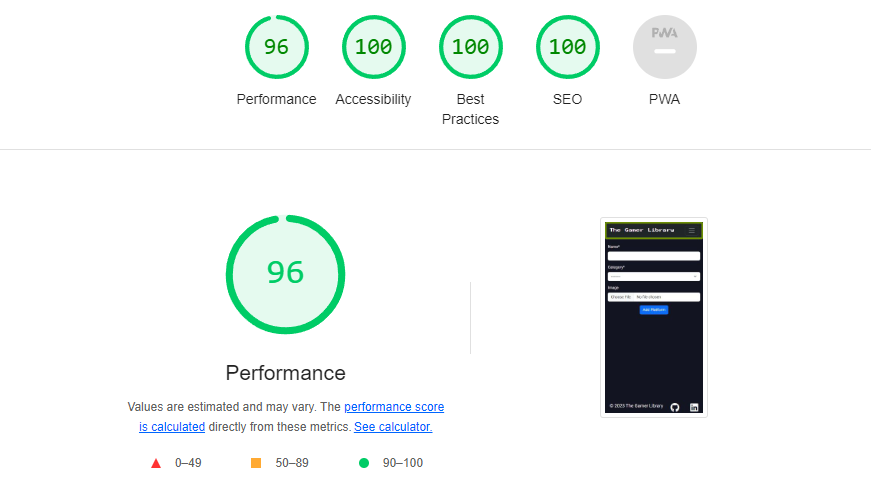 96
100
100
100
PWA
Performance
Accessibility
Best
Practices
SEO
PWA
96
Performance
Values are estimated and may vary. The performance score
is calculated directly from these metrics. See calculator.
0–49
50–89
90–100
The Gamer Library
Name*
Category*
Image
Choose File No file chosen
Add Platform
© 2023 The Gamer Library